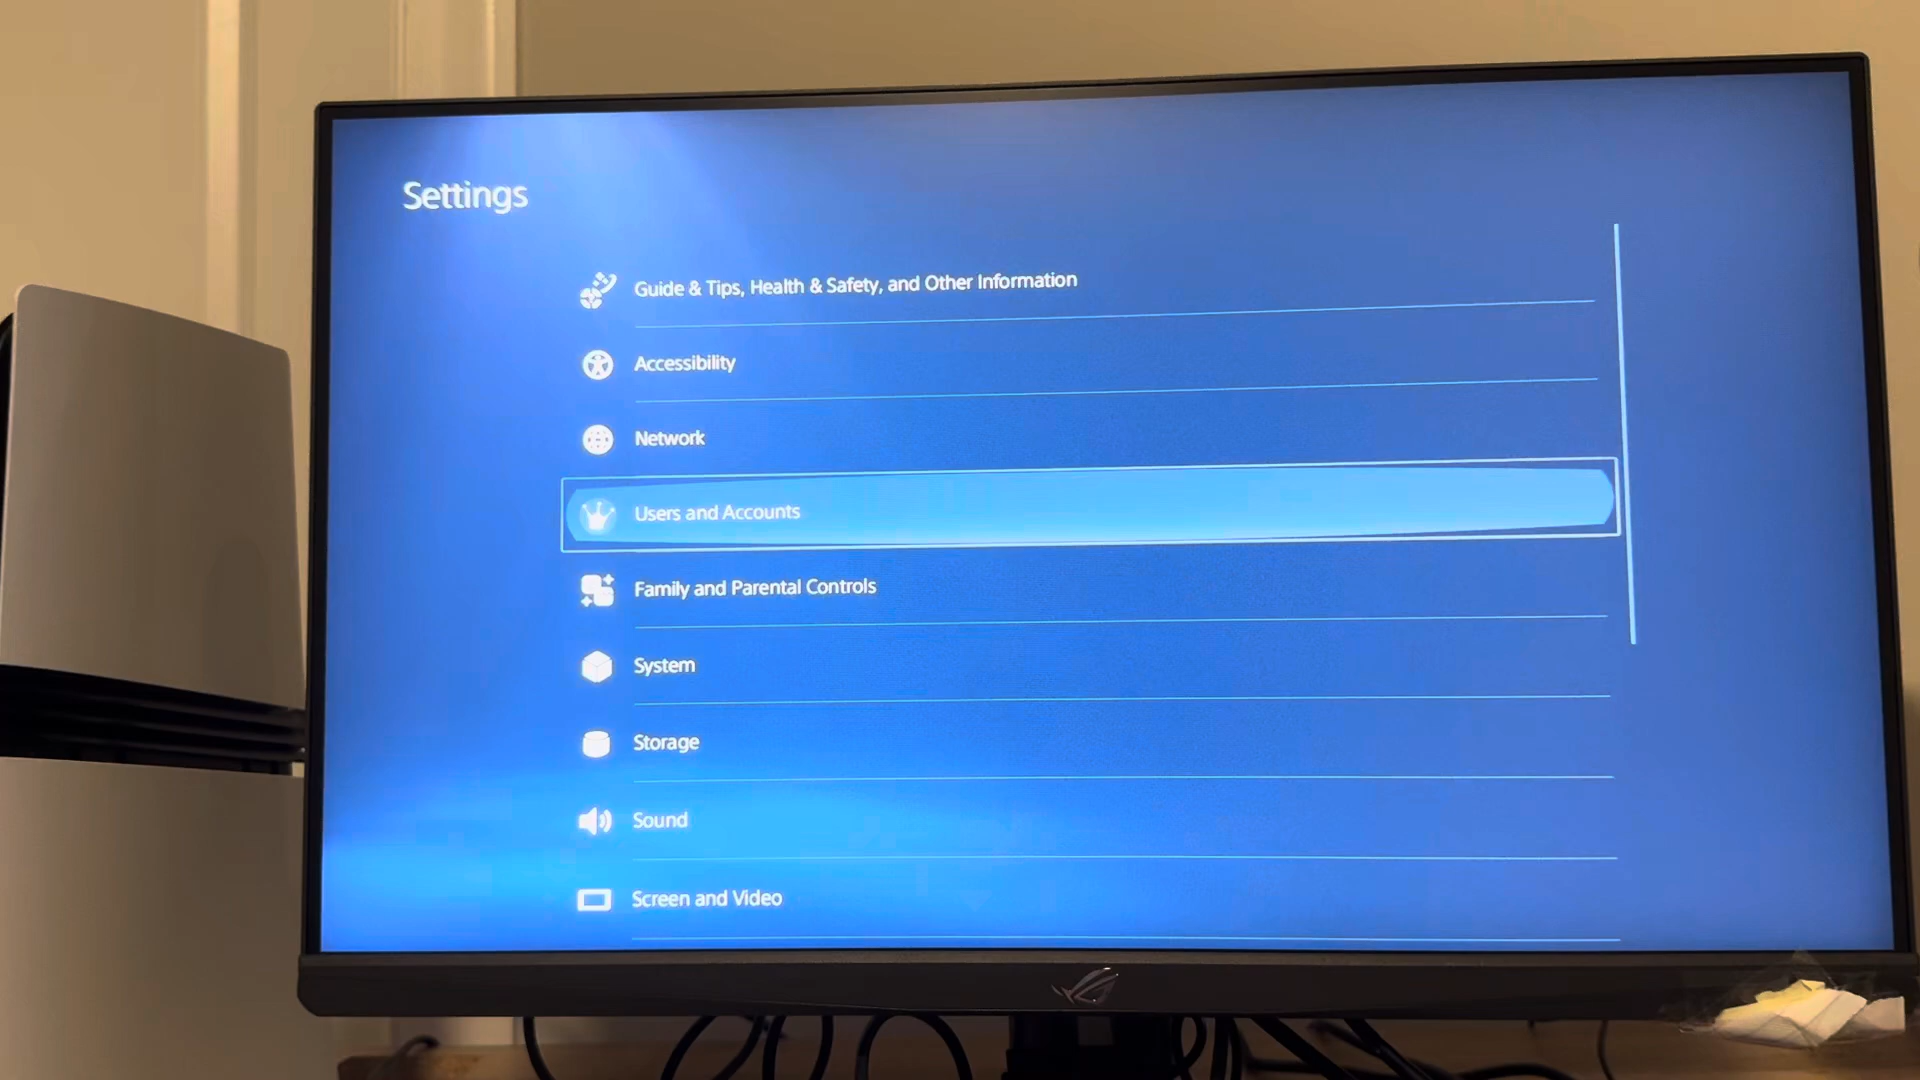 Settings
Guide & Tips, Health & Safety, and Other Information
Accessibility
Network
Users and Accounts
Family and Parental Controls
System
Storage
Sound
Screen and Video